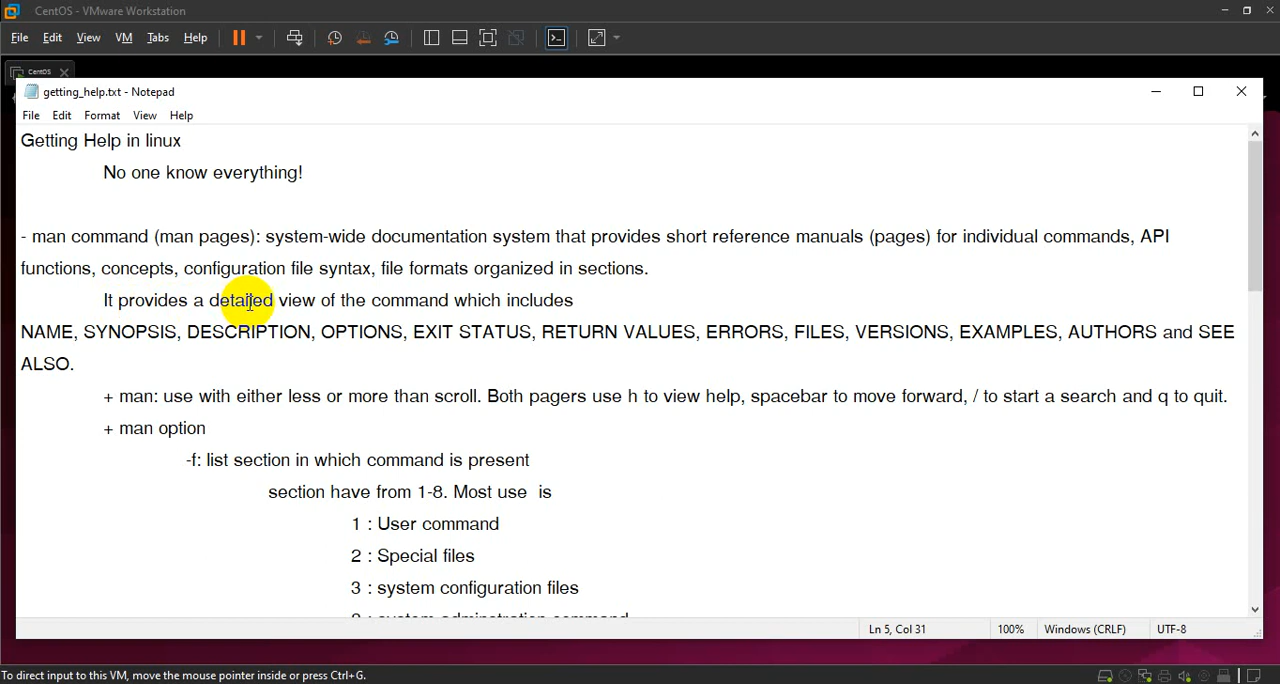 CentOS - VMware Workstation
File Edit View VM Tabs Help
CentOS
getting_help.txt - Notepad
File Edit Format View Help
Getting Help in linux
No one know everything!
- man command (man pages): system-wide documentation system that provides short reference manuals (pages) for individual commands, API
functions, concepts, configuration file syntax, file formats organized in sections.
It provides a detailed view of the command which includes
NAME, SYNOPSIS, DESCRIPTION, OPTIONS, EXIT STATUS, RETURN VALUES, ERRORS, FILES, VERSIONS, EXAMPLES, AUTHORS and SEE
ALSO.
+ man: use with either less or more than scroll. Both pagers use h to view help, spacebar to move forward, / to start a search and q to quit.
+ man option
-f: list section in which command is present
section have from 1-8. Most use  is
1 : User command
2 : Special files
3 : system configuration files
Ln 5, Col 31 100% Windows (CRLF) UTF-8
To direct input to this VM, move the mouse pointer inside or press Ctrl+G.